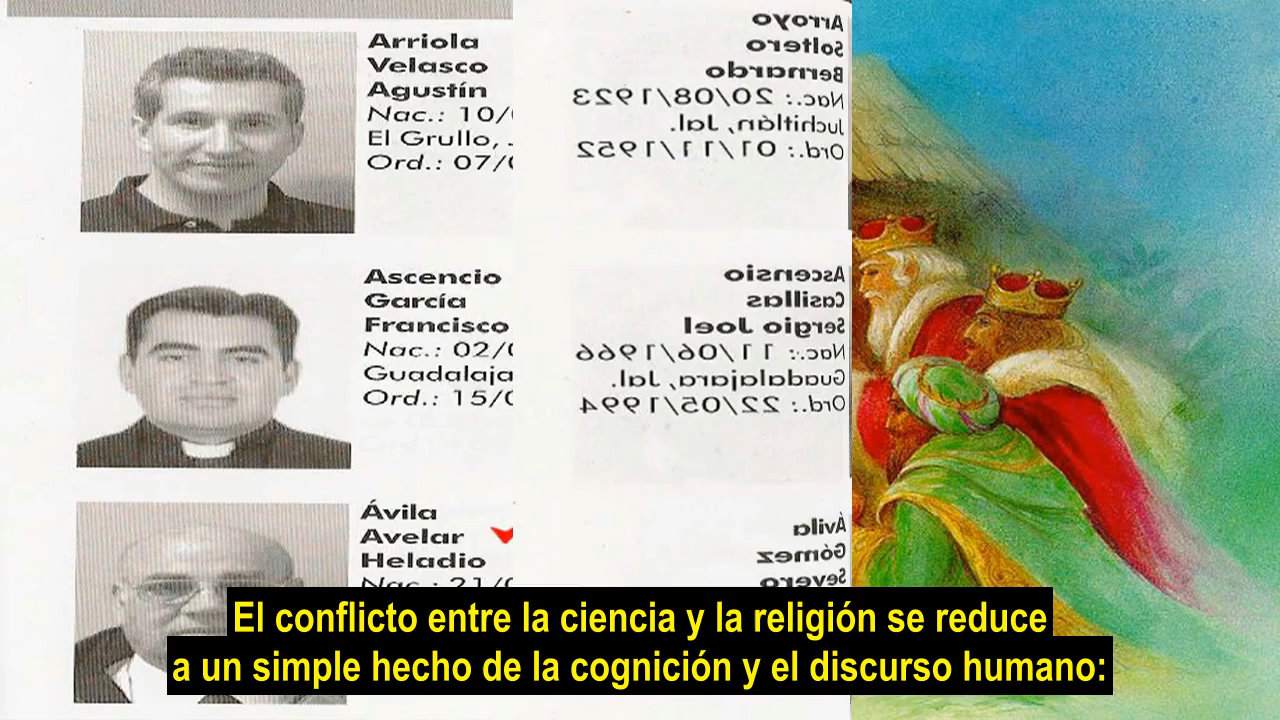 Arriola
Velasco
Agustín
Nac.: 10/
El Grullo,
Ord.: 07/
Ascencio
García
Francisco
Nac.: 02/
Guadalaja
Ord.: 15/
Ávila
Avelar
Heladio
Nac.: 21/
Arroyo
Soltero
Bernardo
Nac.: 20/08/1923
Juchitlán, Jal.
Ord.: 01/11/1952
Ascensio
Casillas
Sergio Joel
Nac.: 11/06/1966
Guadalajara, Jal.
Ord.: 22/05/1994
Ávila
Gómez
Severo
El conflicto entre la ciencia y la religión se reduce
a un simple hecho de la cognición y el discurso humano: